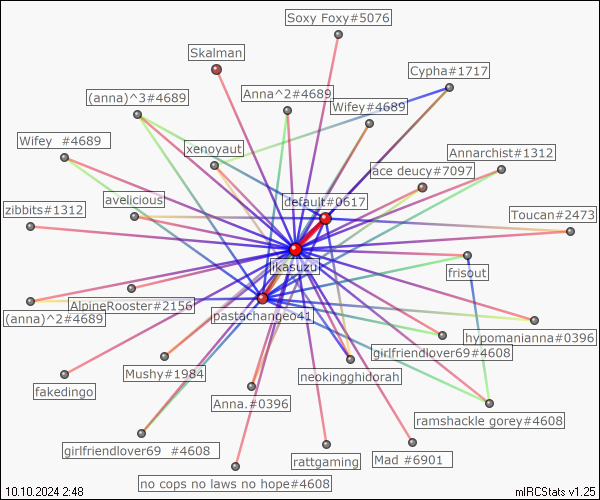 Soxy Foxy#5076
Skalman
Cypha#1717
(anna)^3#4689
Anna^2#4689
Wifey#4689
Wifey  #4689
xenoyaut
Annarchist#1312
ace deucy#7097
avelicious
default#0617
zibbits#1312
Toucan#2473
ikasuzu
frisout
AlpineRooster#2156
(anna)^2#4689
pastachangeo41
hypomanianna#0396
girlfriendlover69#4608
Mushy#1984
neokingghidorah
fakedingo
Anna.#0396
ramshackle gorey#4608
girlfriendlover69  #4608
rattgaming
Mad #6901
no cops no laws no hope#4608
10.10.2024 2:48
mIRCStats v1.25